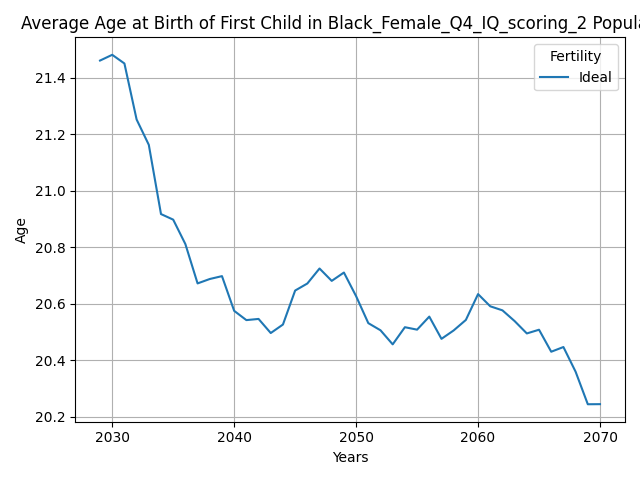 Average Age at Birth of First Child in Black_Female_Q4_IQ_scoring_2 Popula
Fertility
Ideal
21.4
21.2
21.0
20.8
20.6
20.4
20.2
Age
2030 2040 2050 2060 2070
Years